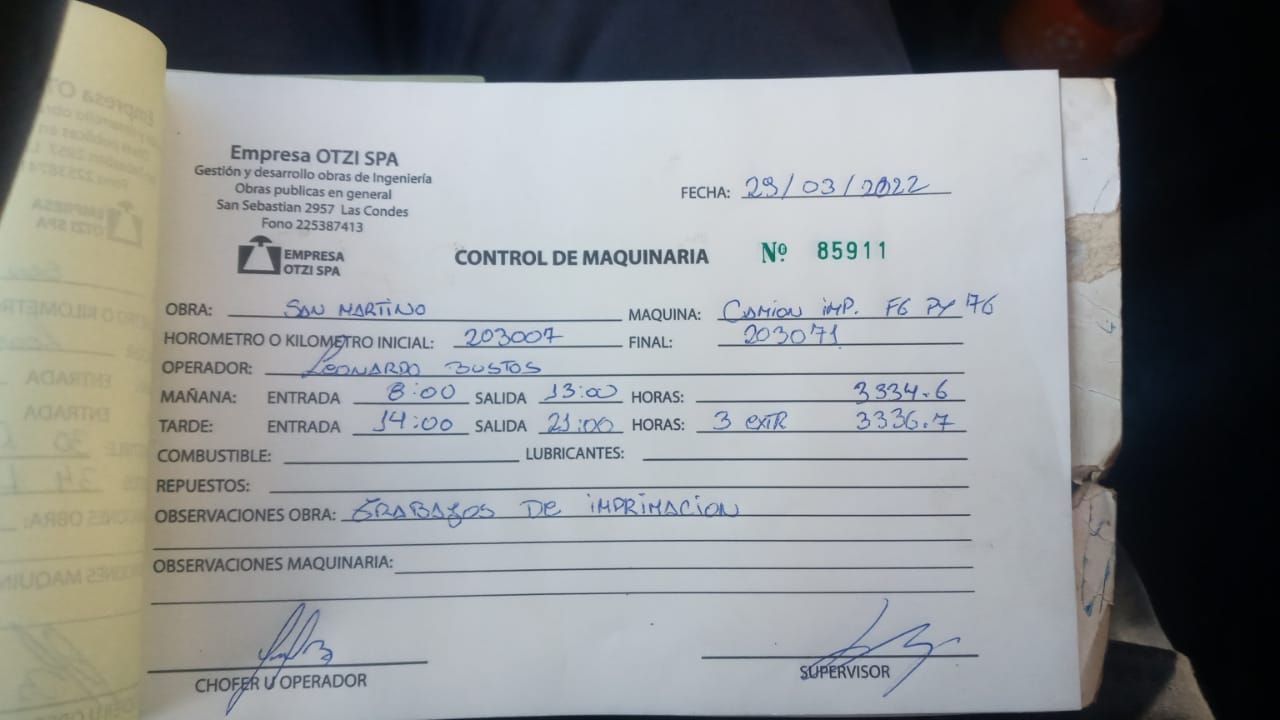 Empresa OTZI SPA
Gestión y desarrollo obras de Ingeniería
Obras publicas en general
San Sebastian 2957 Las Condes
Fono 225387413
EMPRESA
OTZI SPA
FECHA: 29/03/2022
CONTROL DE MAQUINARIA Nº 85911
OBRA: SAN MARTINO MAQUINA: CAMION IMP. FG PY 76
HOROMETRO O KILOMETRO INICIAL: 203007 FINAL: 203071
OPERADOR: LEONARDO BUSTOS
MAÑANA: ENTRADA 8:00 SALIDA 13:00 HORAS: 3334.6
TARDE: ENTRADA 14:00 SALIDA 21:00 HORAS: 3 EXTR 3336.7
COMBUSTIBLE: LUBRICANTES:
REPUESTOS:
OBSERVACIONES OBRA: TRABAJOS DE IMPRIMACION
OBSERVACIONES MAQUINARIA:
CHOFER U OPERADOR SUPERVISOR